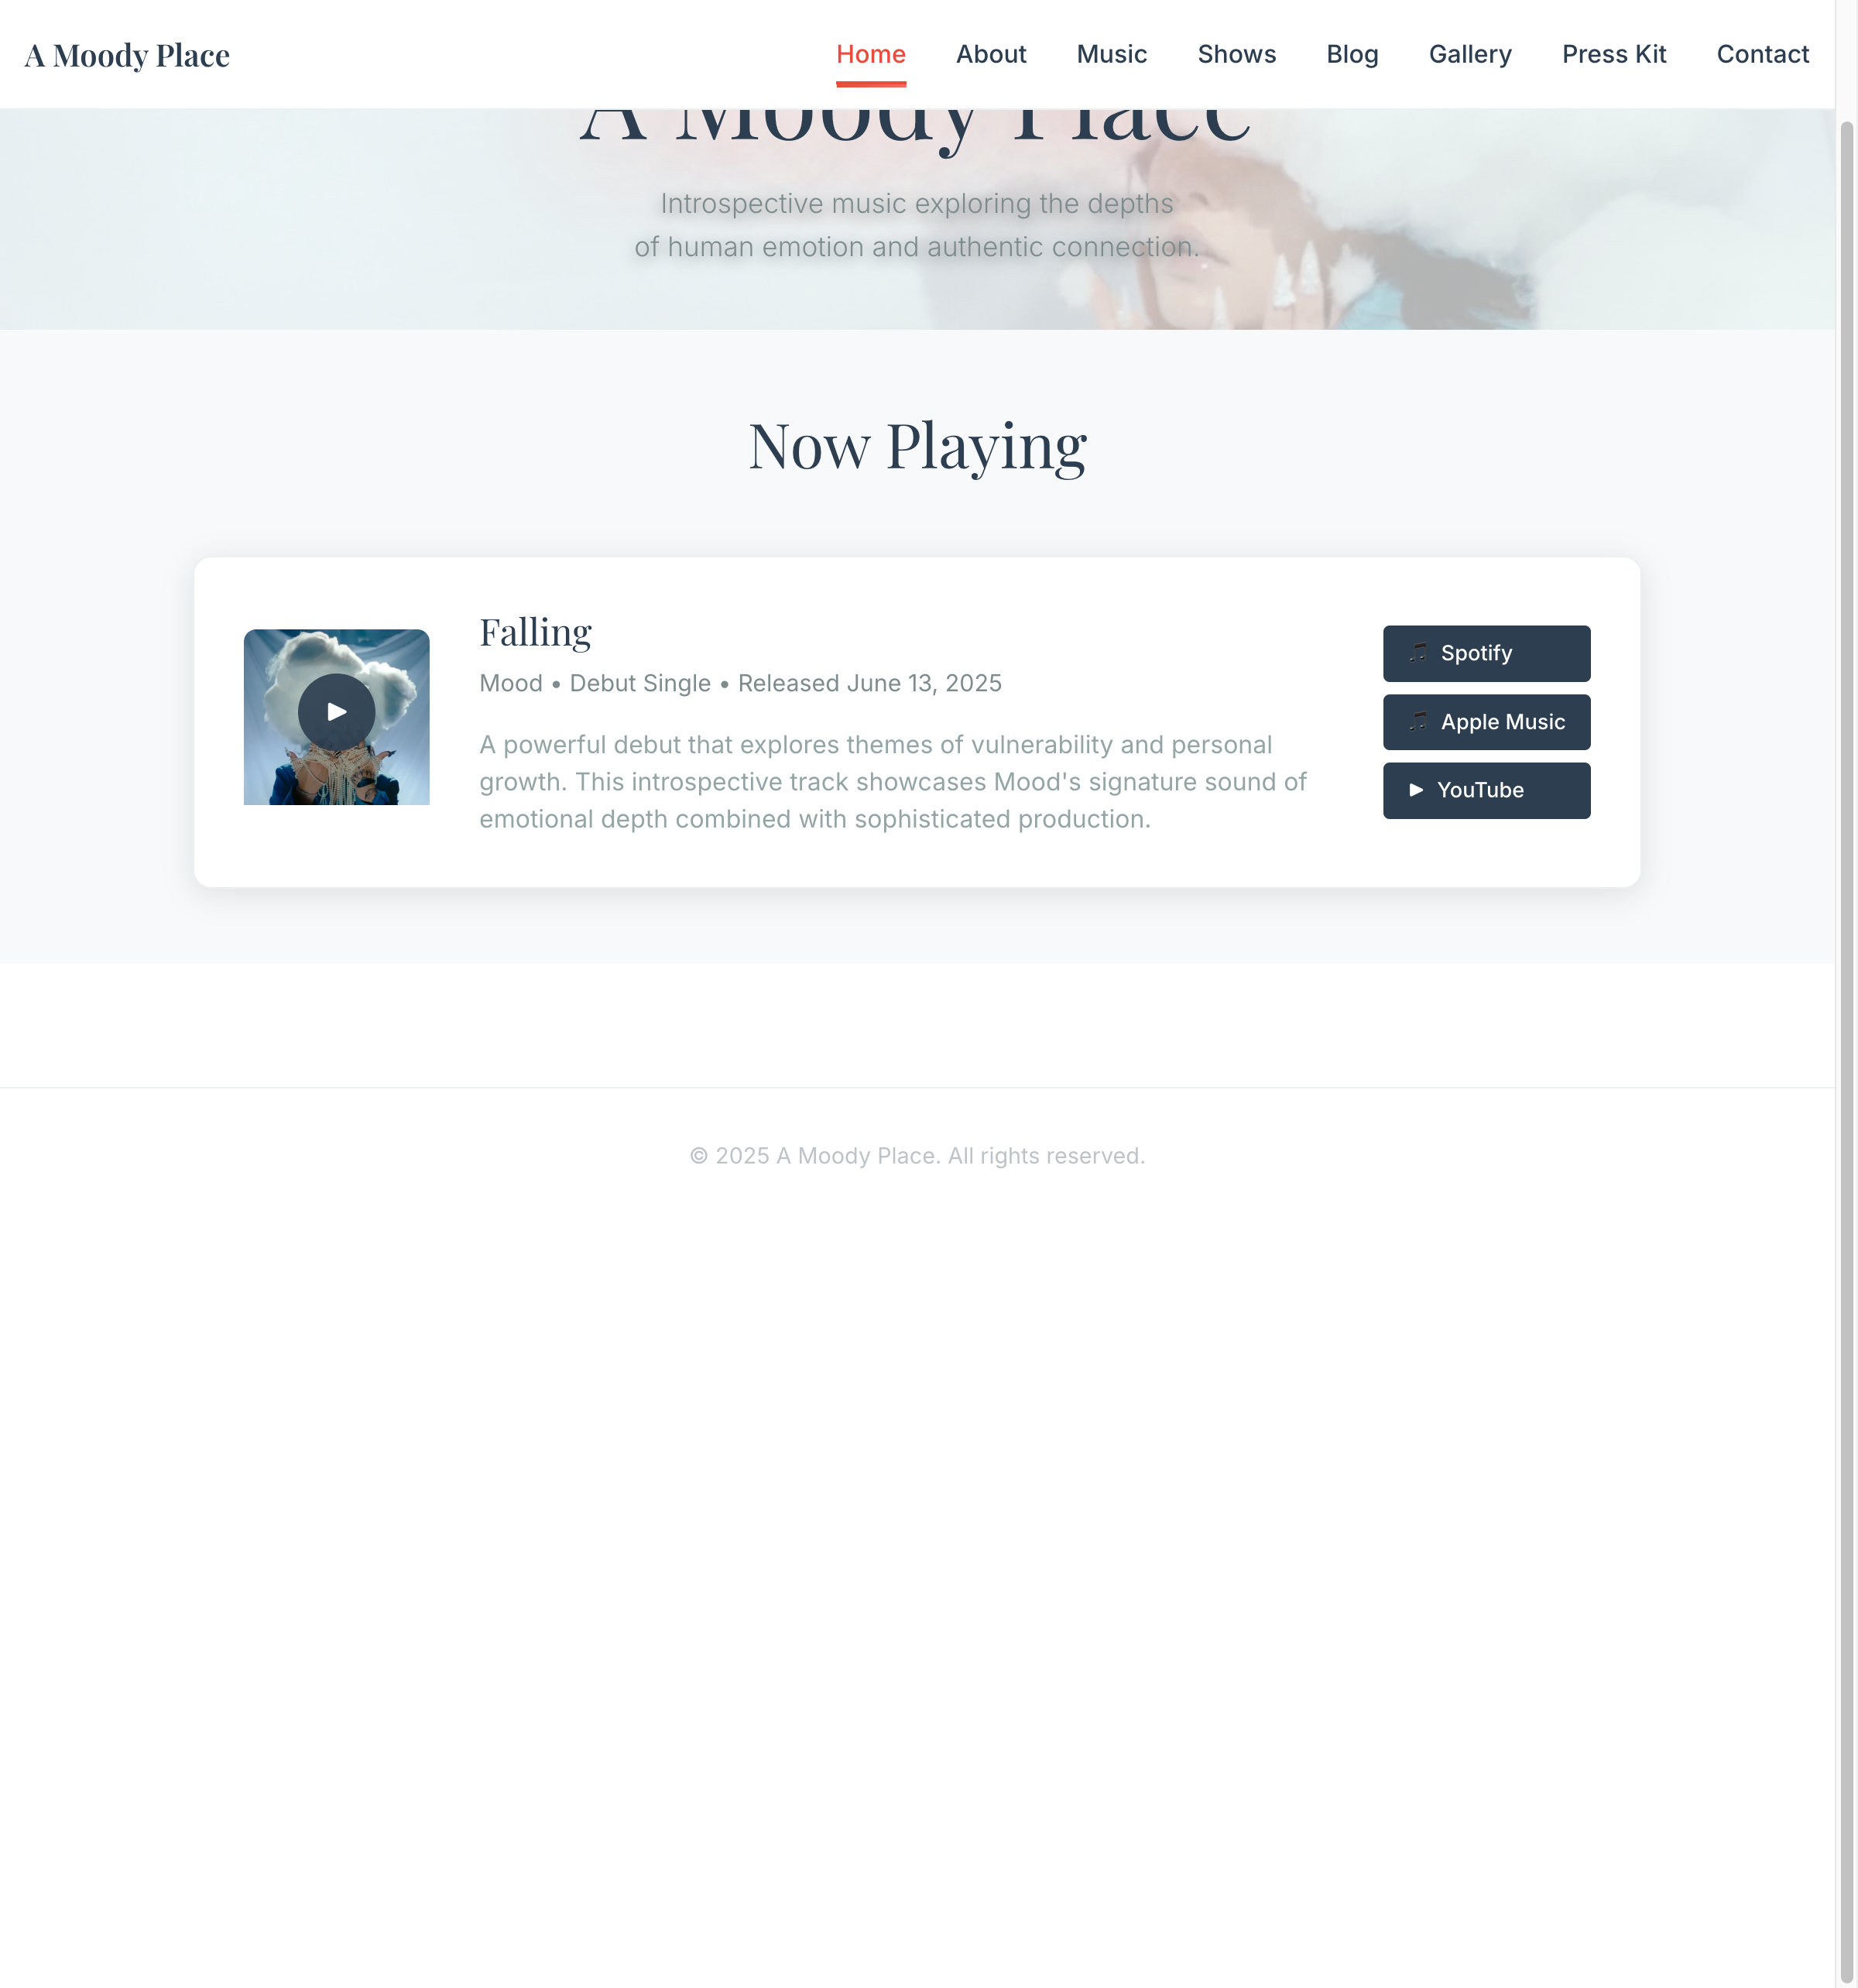 A Moody Place
Home About Music Shows Blog Gallery Press Kit Contact
A Moody Place
Introspective music exploring the depths
of human emotion and authentic connection.
Now Playing
Falling
Mood • Debut Single • Released June 13, 2025
A powerful debut that explores themes of vulnerability and personal
growth. This introspective track showcases Mood's signature sound of
emotional depth combined with sophisticated production.
Spotify
Apple Music
YouTube
© 2025 A Moody Place. All rights reserved.